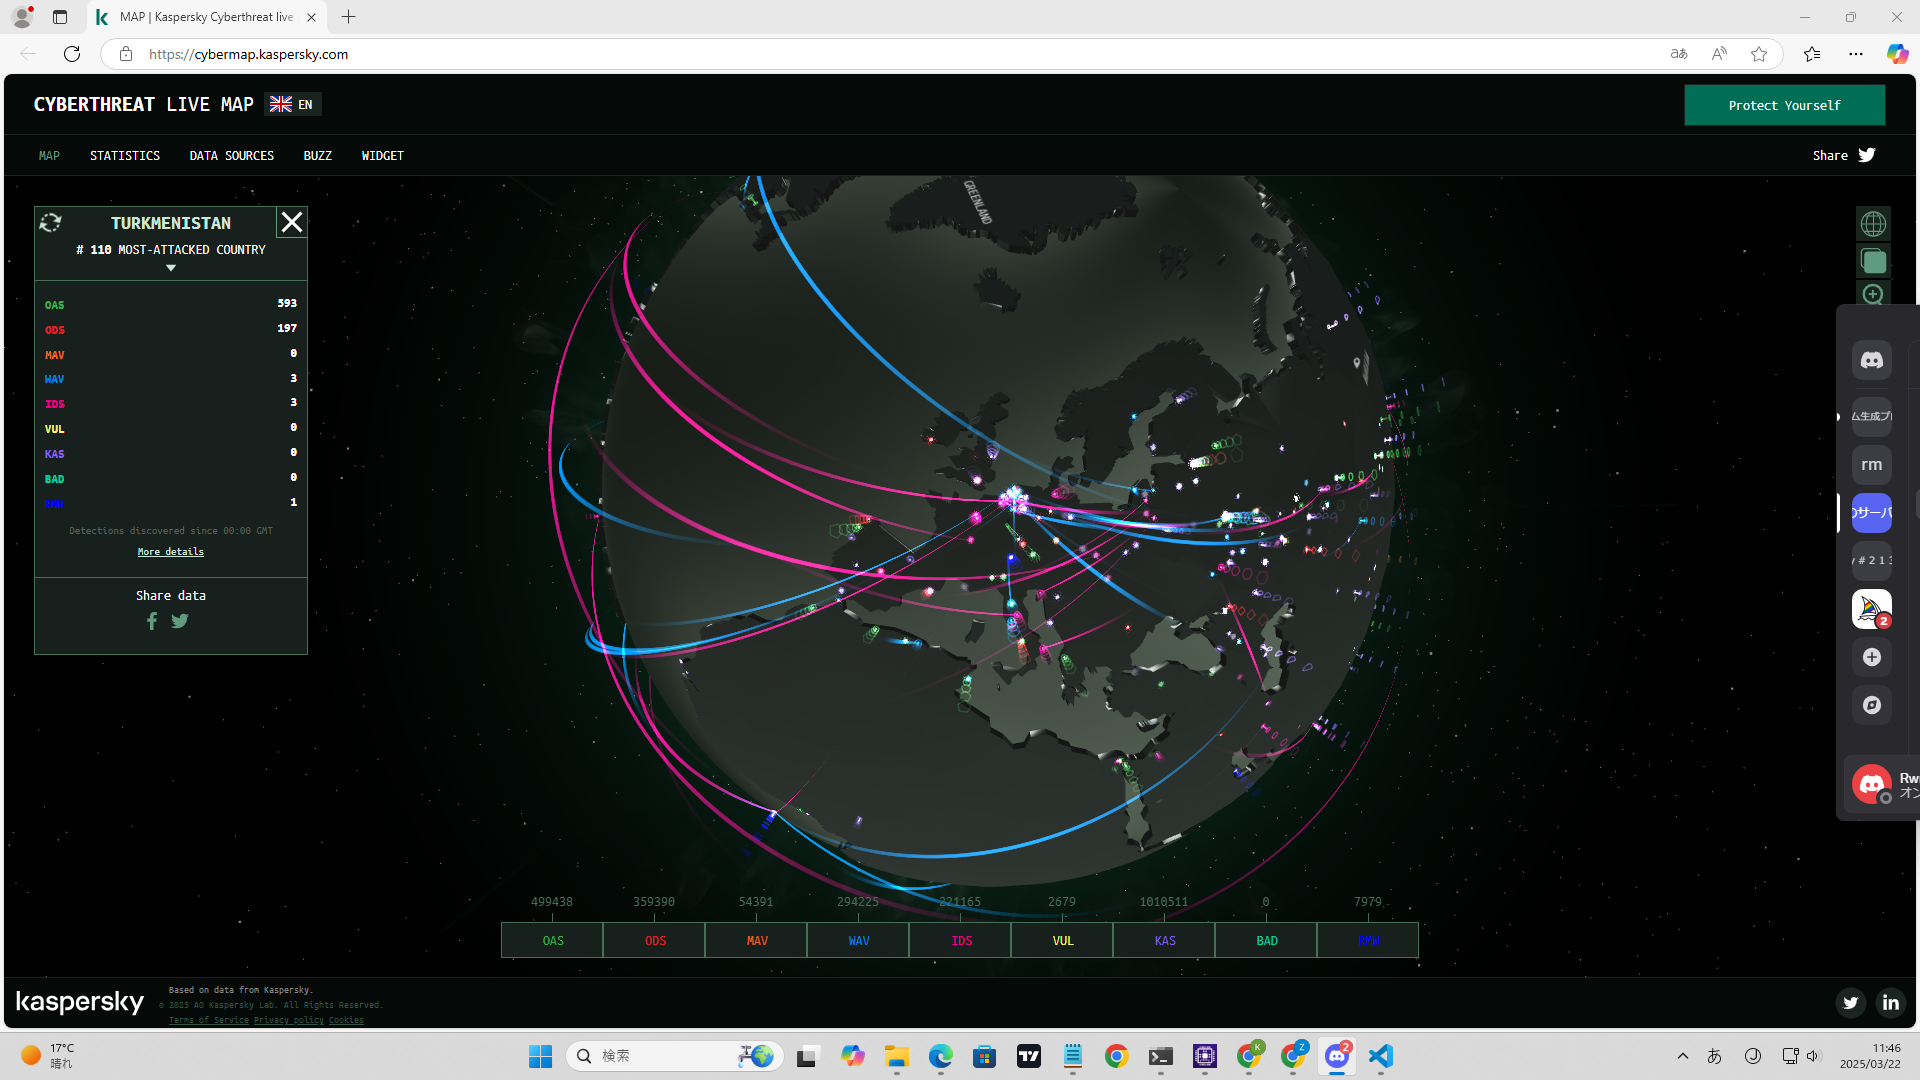 MAP | Kaspersky Cyberthreat live
https://cybermap.kaspersky.com
CYBERTHREAT LIVE MAP
EN
Protect Yourself
MAP
STATISTICS
DATA SOURCES
BUZZ
WIDGET
Share
TURKMENISTAN
# 110 MOST-ATTACKED COUNTRY
OAS 593
ODS 197
MAV 0
WAV 3
IDS 3
VUL 0
KAS 0
BAD 0
RMW 1
Detections discovered since 00:00 GMT
More details
Share data
GREENLAND
ム生成プ
rm
サーバ
y # 2 1
2
Rw
オン
499438 359390 54391 294225 221165 2679 1010511 0 7979
OAS ODS MAV WAV IDS VUL KAS BAD RMW
kaspersky
Based on data from Kaspersky.
© 2025 AO Kaspersky Lab. All Rights Reserved.
Terms of Service Privacy policy Cookies
17°C
晴れ
検索
K
Z
2
あ
11:46
2025/03/22